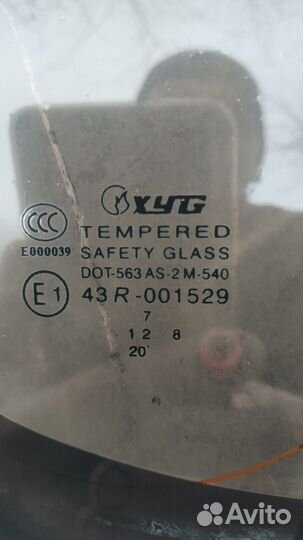 XYG
CCC
TEMPERED
E000039 SAFETY GLASS
DOT-563 AS-2 M-540
E1 43R-001529
7
1 2 8
20
Avito